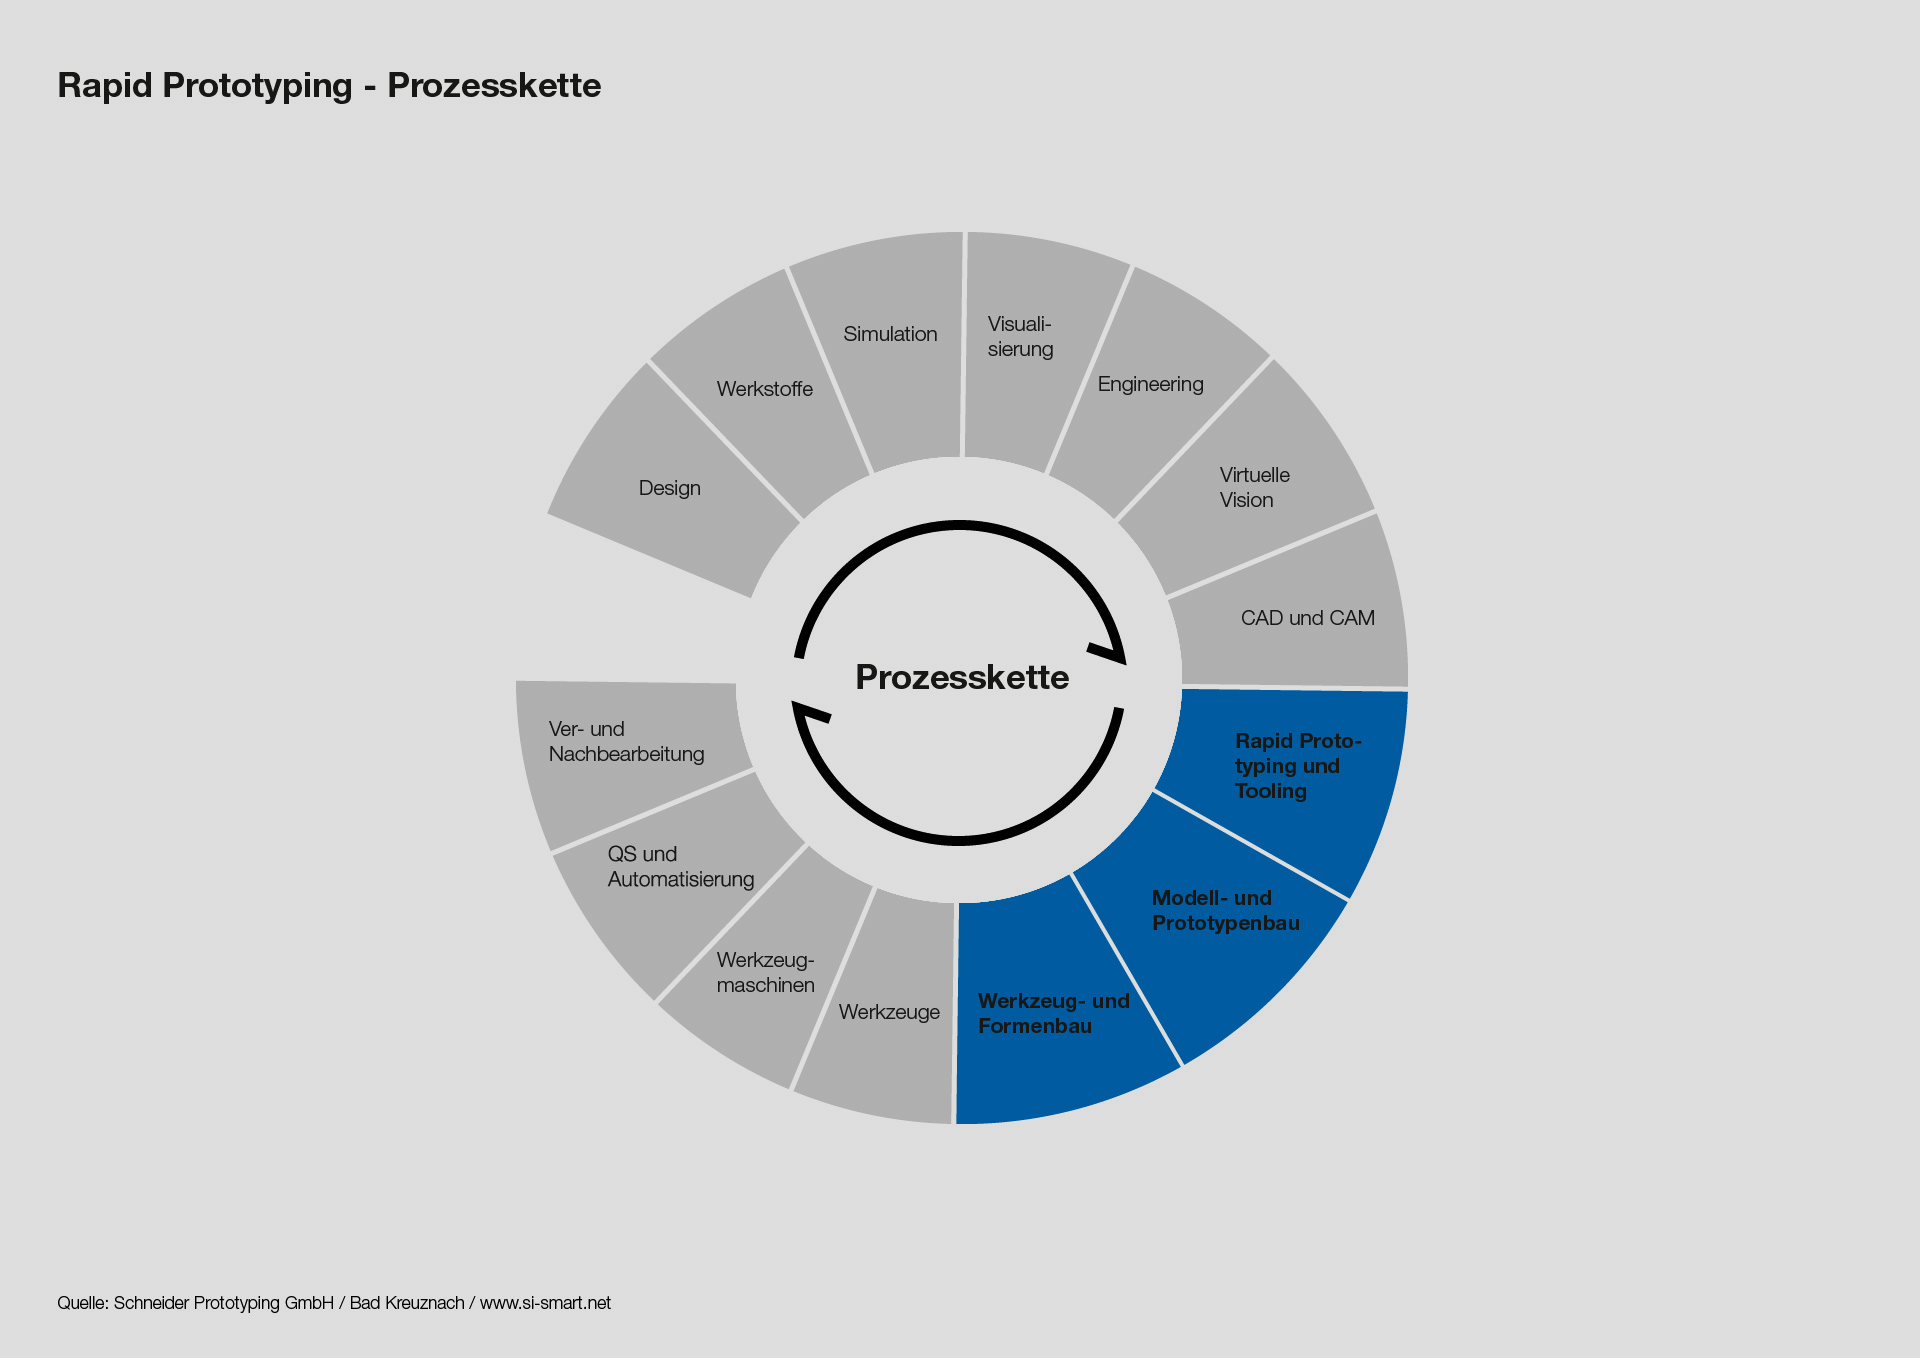 Rapid Prototyping - Prozesskette
Design
Werkstoffe
Simulation
Visuali-
sierung
Engineering
Virtuelle
Vision
CAD und CAM
Rapid Proto-
typing und
Tooling
Modell- und
Prototypenbau
Werkzeug- und
Formenbau
Werkzeuge
Werkzeug-
maschinen
QS und
Automatisierung
Ver- und
Nachbearbeitung
Prozesskette
Quelle: Schneider Prototyping GmbH / Bad Kreuznach / www.si-smart.net